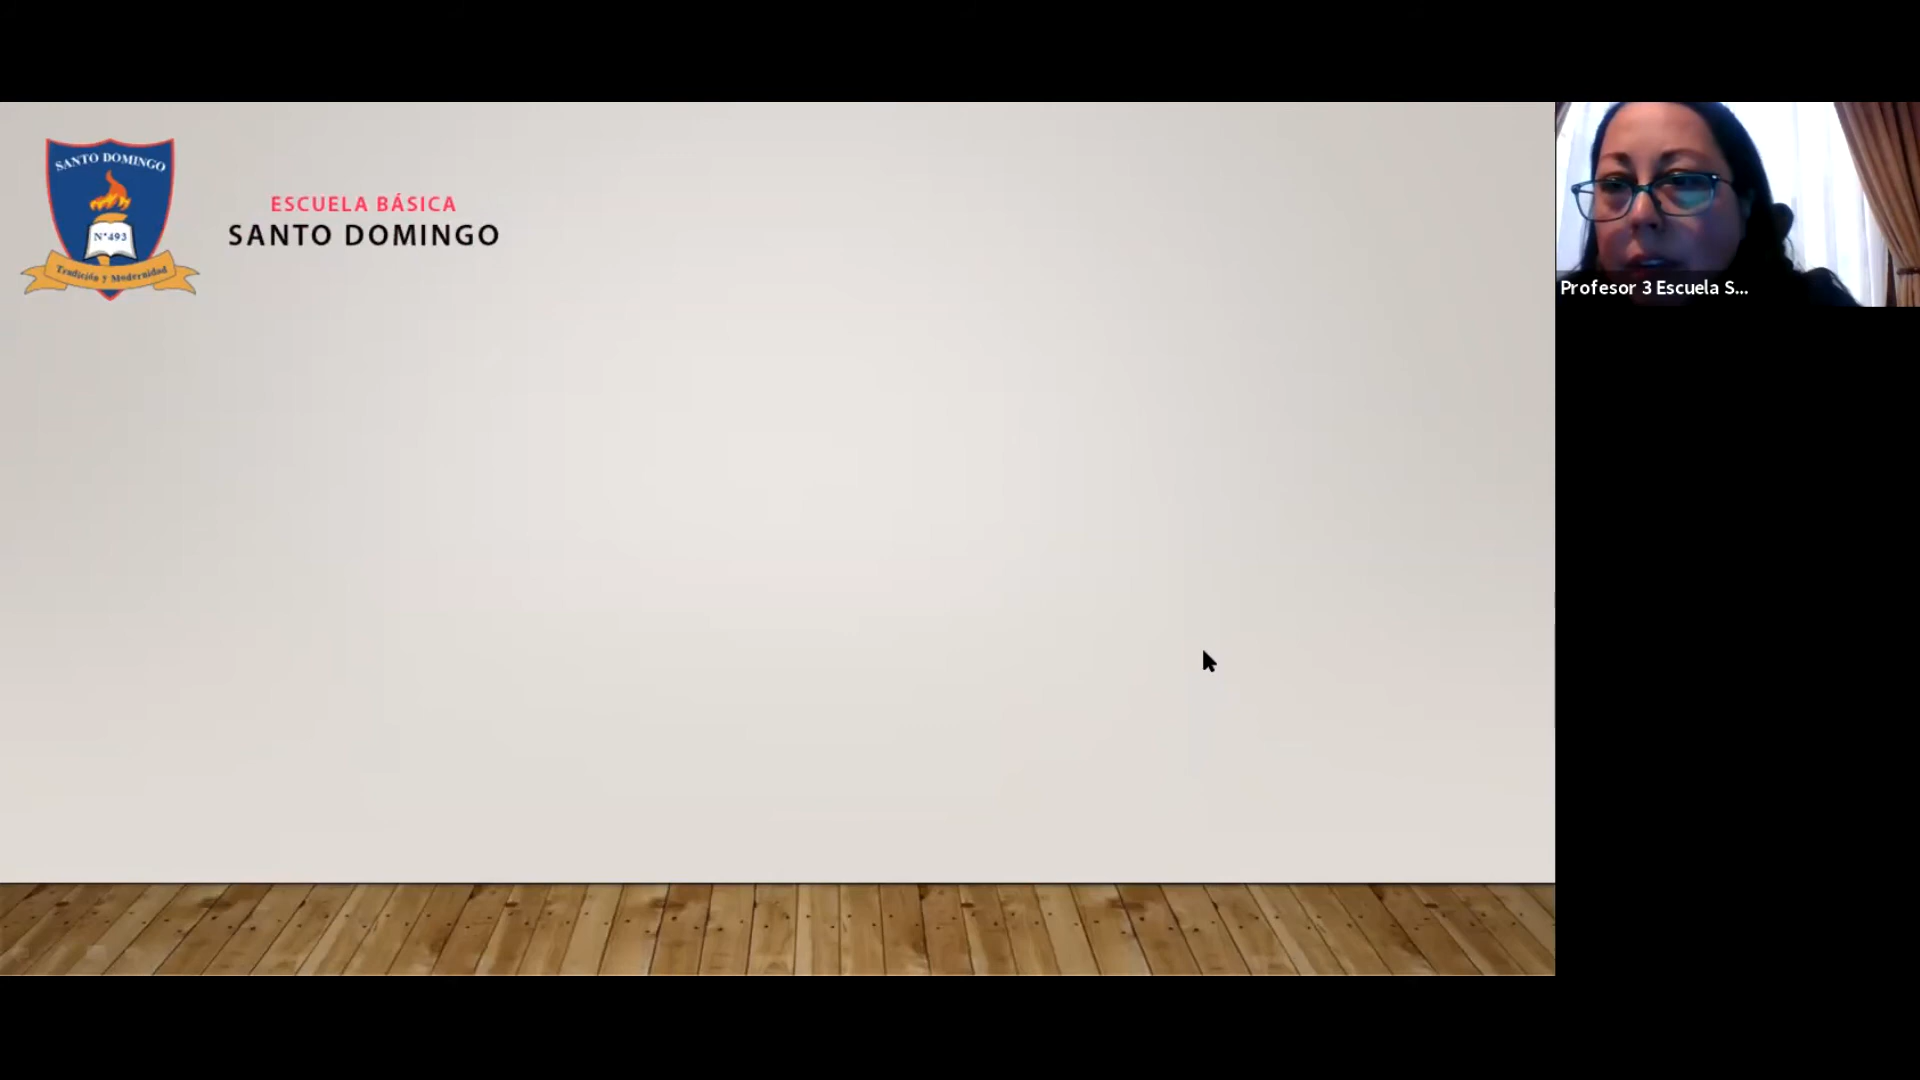 SANTO DOMINGO
N°493
Tradición y Modernidad
ESCUELA BÁSICA
SANTO DOMINGO
Profesor 3 Escuela S...